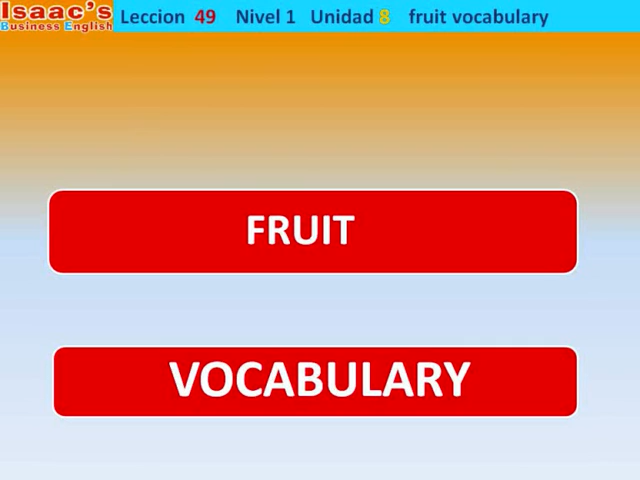 Isaac's
Business English
Leccion 49 Nivel 1 Unidad 8 fruit vocabulary
FRUIT
VOCABULARY